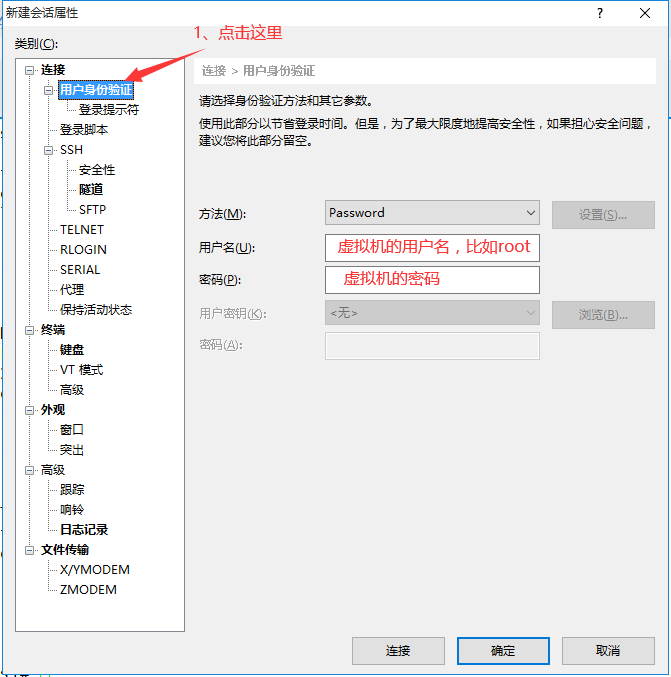 新建会话属性
?
1、点击这里
类别(C):
连接
用户身份验证
登录提示符
登录脚本
SSH
安全性
隧道
SFTP
TELNET
RLOGIN
SERIAL
代理
保持活动状态
终端
键盘
VT 模式
高级
外观
窗口
突出
高级
跟踪
响铃
日志记录
文件传输
X/YMODEM
ZMODEM
连接 > 用户身份验证
请选择身份验证方法和其它参数。
使用此部分以节省登录时间。但是，为了最大限度地提高安全性，如果担心安全问题，
建议您将此部分留空。
方法(M):
Password
设置(S)...
用户名(U):
虚拟机的用户名，比如root
密码(P):
虚拟机的密码
用户密钥(K):
<无>
浏览(B)...
密码(A):
连接
确定
取消